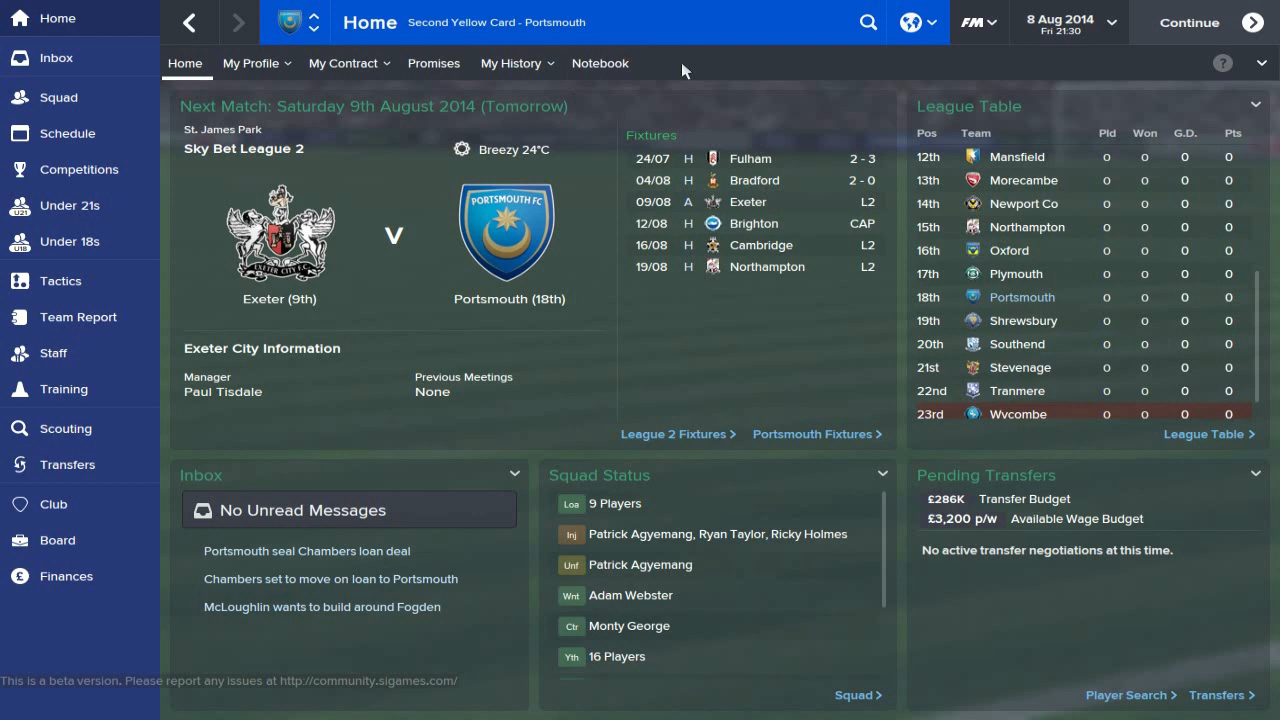 Home
Second Yellow Card - Portsmouth
FM
8 Aug 2014
Fri 21:30
Continue
Home
Inbox
Squad
Schedule
Competitions
U21
Under 21s
U18
Under 18s
Tactics
Team Report
Staff
Training
Scouting
Transfers
Club
Board
Finances
Home
My Profile
My Contract
Promises
My History
Notebook
?
Next Match: Saturday 9th August 2014 (Tomorrow)
St. James Park
Sky Bet League 2
Breezy 24°C
EXETER CITY F.C.
V
PORTSMOUTH FC
Exeter (9th)
Portsmouth (18th)
Exeter City Information
Manager
Paul Tisdale
Previous Meetings
None
Fixtures
24/07 H Fulham 2 - 3
04/08 H Bradford 2 - 0
09/08 A Exeter L2
12/08 H Brighton CAP
16/08 H Cambridge L2
19/08 H Northampton L2
League 2 Fixtures >
Portsmouth Fixtures >
League Table
Pos Team Pld Won G.D. Pts
12th Mansfield 0 0 0 0
13th Morecambe 0 0 0 0
14th Newport Co 0 0 0 0
15th Northampton 0 0 0 0
16th Oxford 0 0 0 0
17th Plymouth 0 0 0 0
18th Portsmouth 0 0 0 0
19th Shrewsbury 0 0 0 0
20th Southend 0 0 0 0
21st Stevenage 0 0 0 0
22nd Tranmere 0 0 0 0
23rd Wycombe 0 0 0 0
League Table >
Inbox
No Unread Messages
Portsmouth seal Chambers loan deal
Chambers set to move on loan to Portsmouth
McLoughlin wants to build around Fogden
Squad Status
Loa 9 Players
Inj Patrick Agyemang, Ryan Taylor, Ricky Holmes
Unf Patrick Agyemang
Wnt Adam Webster
Ctr Monty George
Yth 16 Players
Squad >
Pending Transfers
£286K Transfer Budget
£3,200 p/w Available Wage Budget
No active transfer negotiations at this time.
Player Search >
Transfers >
This is a beta version. Please report any issues at http://community.sigames.com/